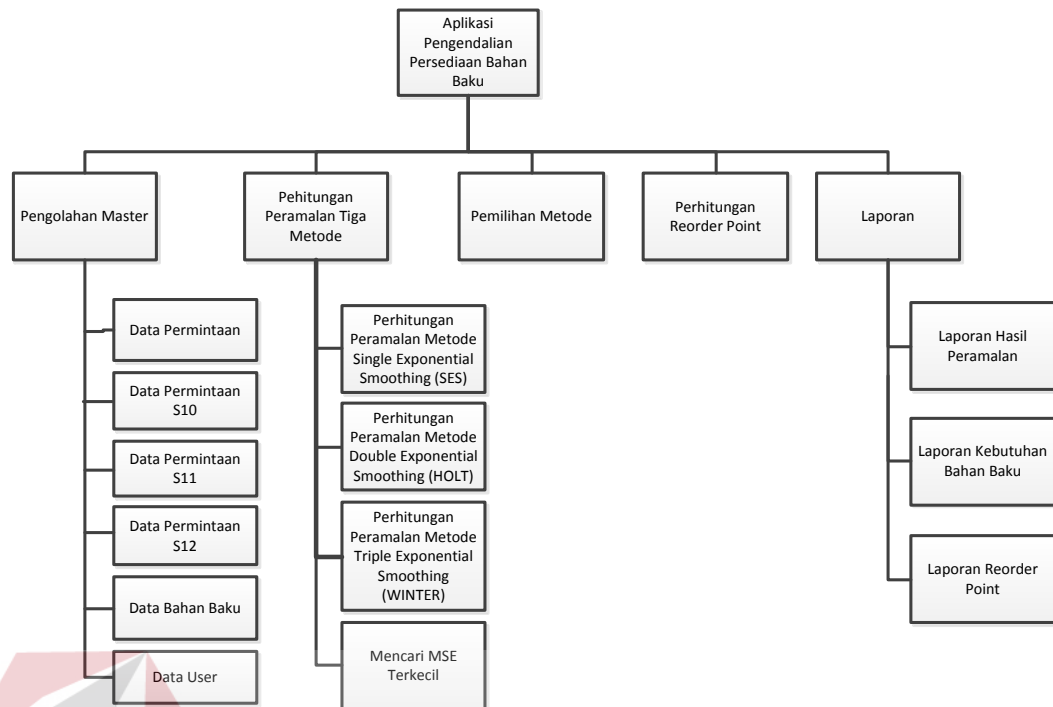 Aplikasi
Pengendalian
Persediaan Bahan
Baku
Pengolahan Master
Pehitungan
Peramalan Tiga
Metode
Pemilihan Metode
Perhitungan
Reorder Point
Laporan
Data Permintaan
Data Permintaan
S10
Data Permintaan
S11
Data Permintaan
S12
Data Bahan Baku
Data User
Perhitungan
Peramalan Metode
Single Exponential
Smoothing (SES)
Perhitungan
Peramalan Metode
Double Exponential
Smoothing (HOLT)
Perhitungan
Peramalan Metode
Triple Exponential
Smoothing
(WINTER)
Mencari MSE
Terkecil
Laporan Hasil
Peramalan
Laporan Kebutuhan
Bahan Baku
Laporan Reorder
Point